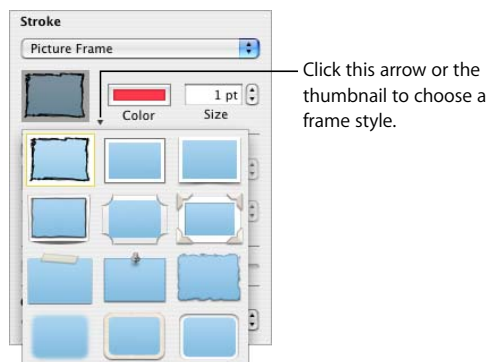 Stroke
Picture Frame
1 pt
Color
Size
Click this arrow or the
thumbnail to choose a
frame style.